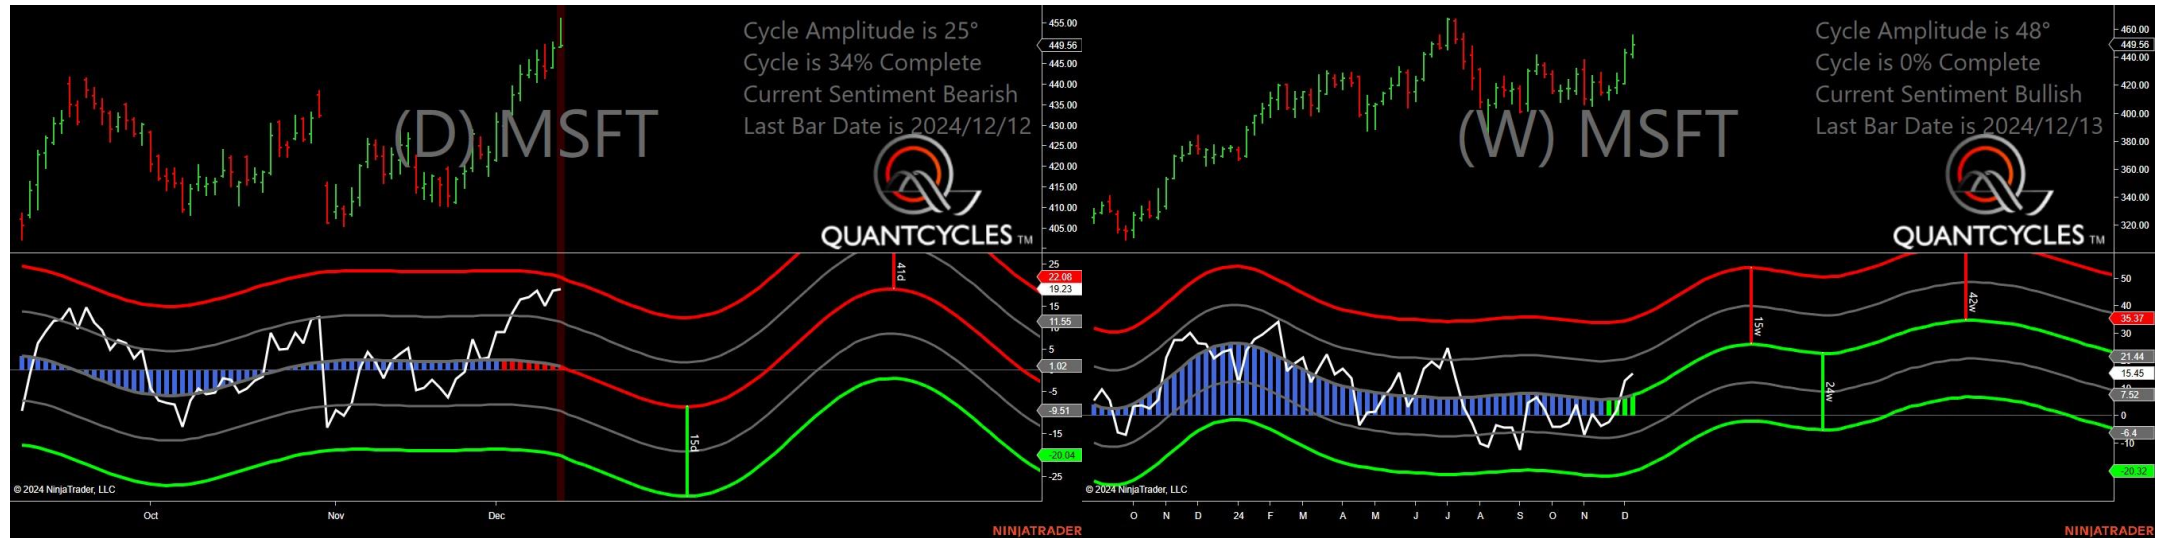 Cycle Amplitude is 25°
Cycle is 34% Complete
Current Sentiment Bearish
Last Bar Date is 2024/12/12
(D) MSFT
QUANTCYCLES TM
455.00
449.56
445.00
440.00
435.00
430.00
425.00
420.00
415.00
410.00
405.00
25
22.08
19.23
15
11.55
10
5
1.02
-5
-9.51
-15
-20.04
-25
41d
15d
© 2024 NinjaTrader, LLC
Oct Nov Dec
NINJATRADER
Cycle Amplitude is 48°
Cycle is 0% Complete
Current Sentiment Bullish
Last Bar Date is 2024/12/13
(W) MSFT
QUANTCYCLES TM
460.00
449.56
440.00
420.00
400.00
380.00
360.00
340.00
320.00
50
40
35.37
30
21.44
15.45
10
7.52
0
-6.4
-10
-20.32
15w
42w
24w
© 2024 NinjaTrader, LLC
O N D 24 F M A M J J A S O N D
NINJATRADER